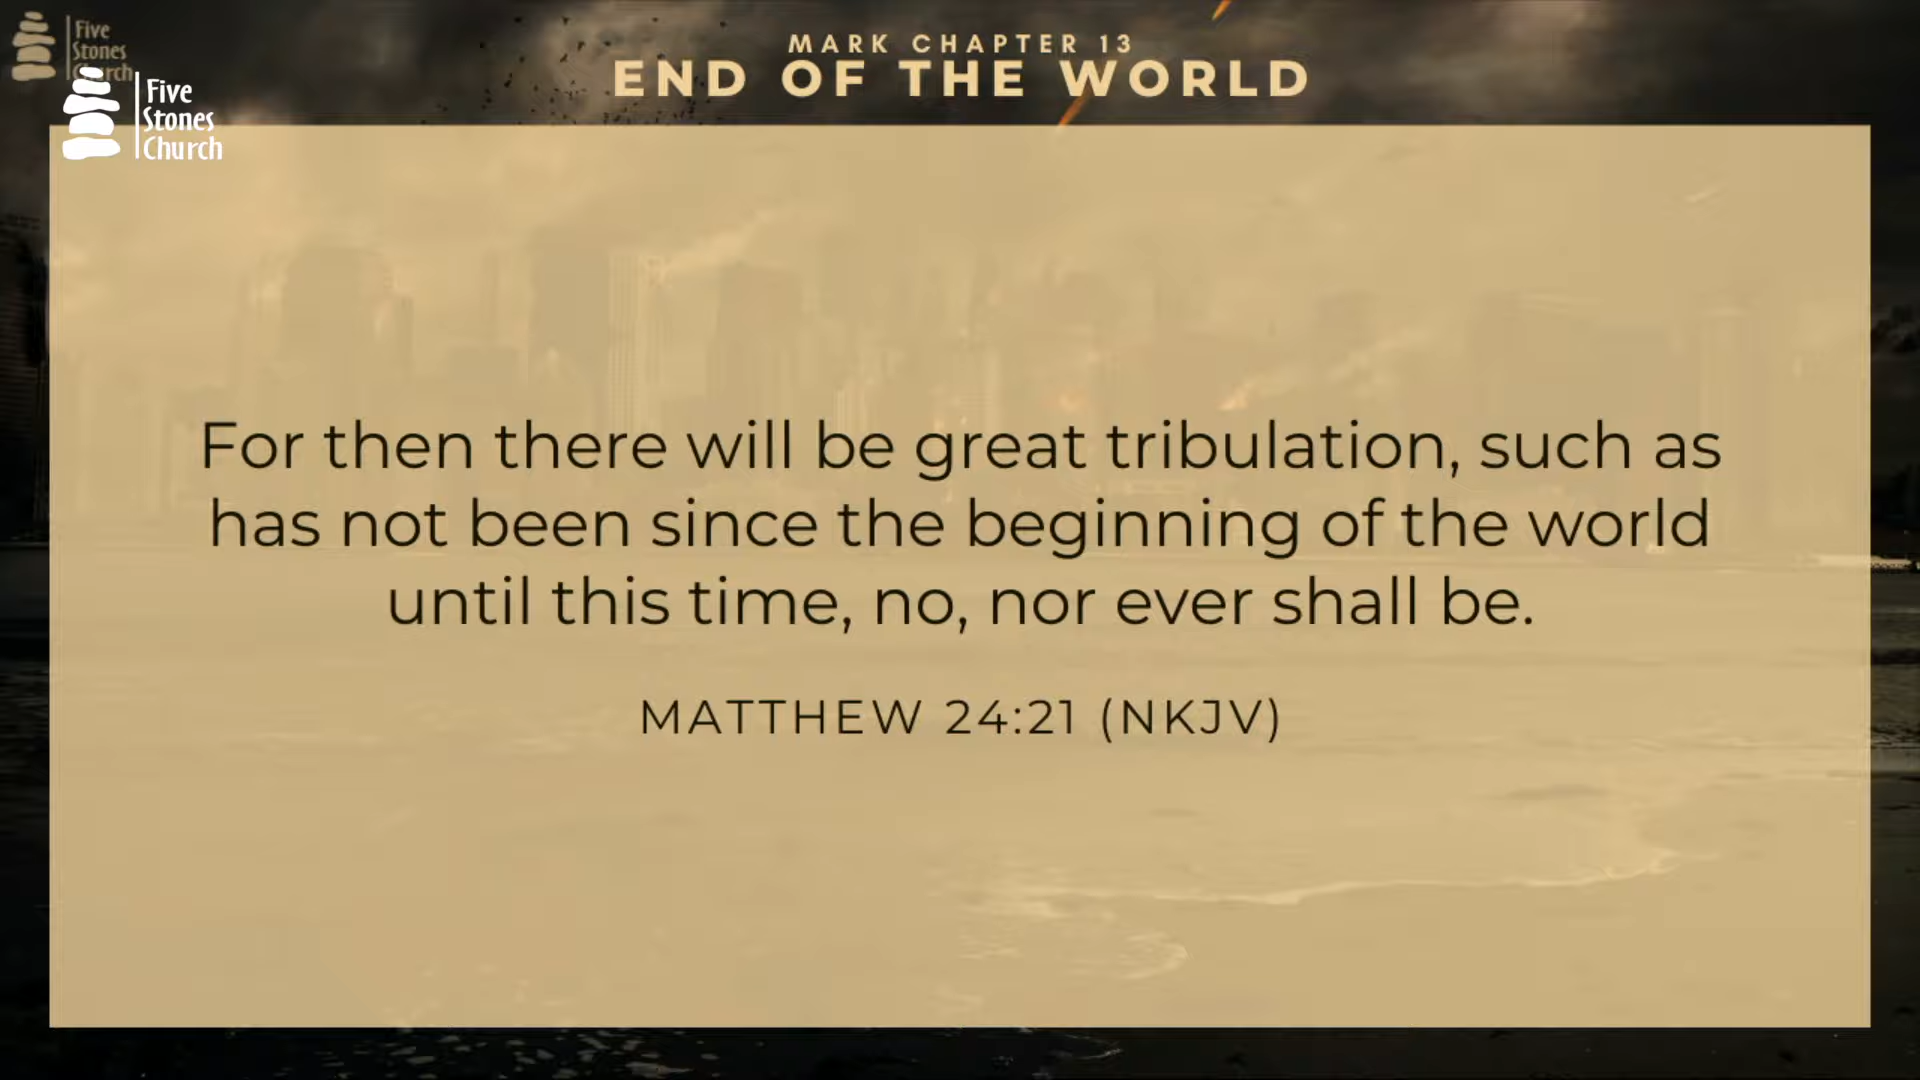 Five
Stones
Church
Five
Stones
Church
MARK CHAPTER 13
END OF THE WORLD
For then there will be great tribulation, such as
has not been since the beginning of the world
until this time, no, nor ever shall be.
MATTHEW 24:21 (NKJV)